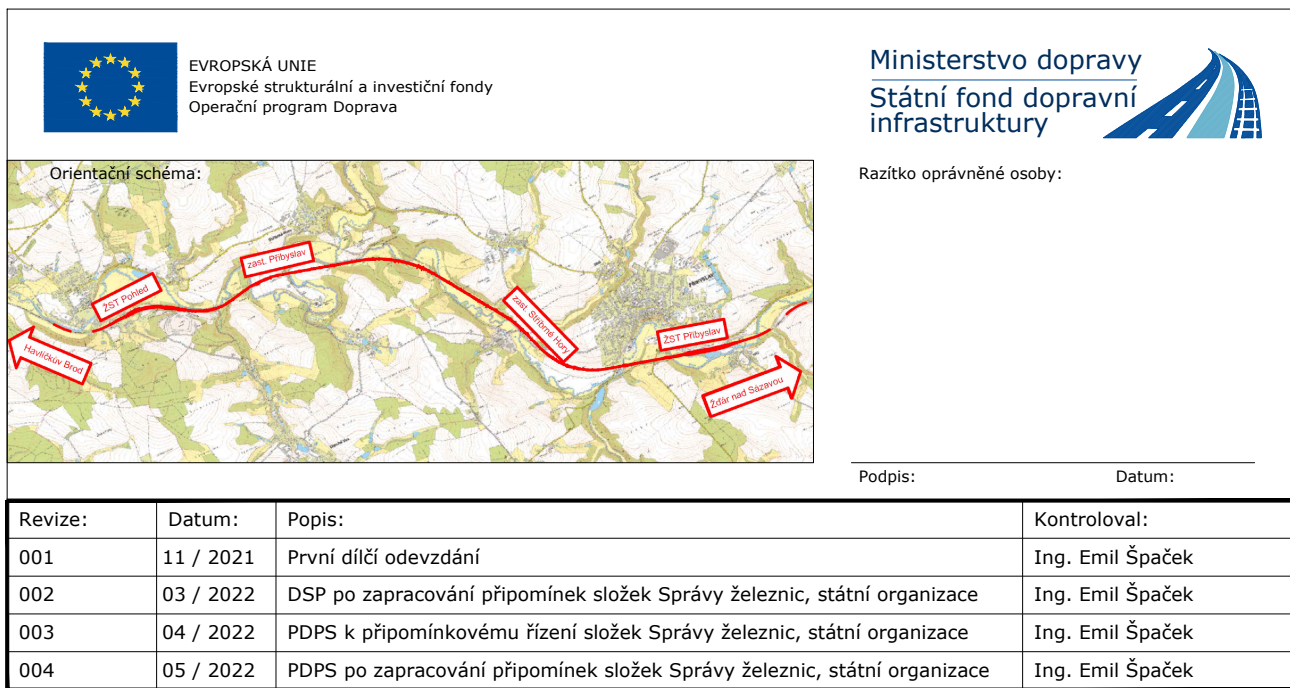 EVROPSKÁ UNIE
Evropské strukturální a investiční fondy
Operační program Doprava
Ministerstvo dopravy
Státní fond dopravní
infrastruktury
Orientační schéma:
Razítko oprávněné osoby:
zast. Přibyslav
ŽST Pohled
zast. Stříbrné Hory
ŽST Přibyslav
Havlíčkův Brod
Žďár nad Sázavou
Podpis: Datum:
Revize: Datum: Popis: Kontroloval:
001 11 / 2021 První dílčí odevzdání Ing. Emil Špaček
002 03 / 2022 DSP po zapracování připomínek složek Správy železnic, státní organizace Ing. Emil Špaček
003 04 / 2022 PDPS k připomínkovému řízení složek Správy železnic, státní organizace Ing. Emil Špaček
004 05 / 2022 PDPS po zapracování připomínek složek Správy železnic, státní organizace Ing. Emil Špaček